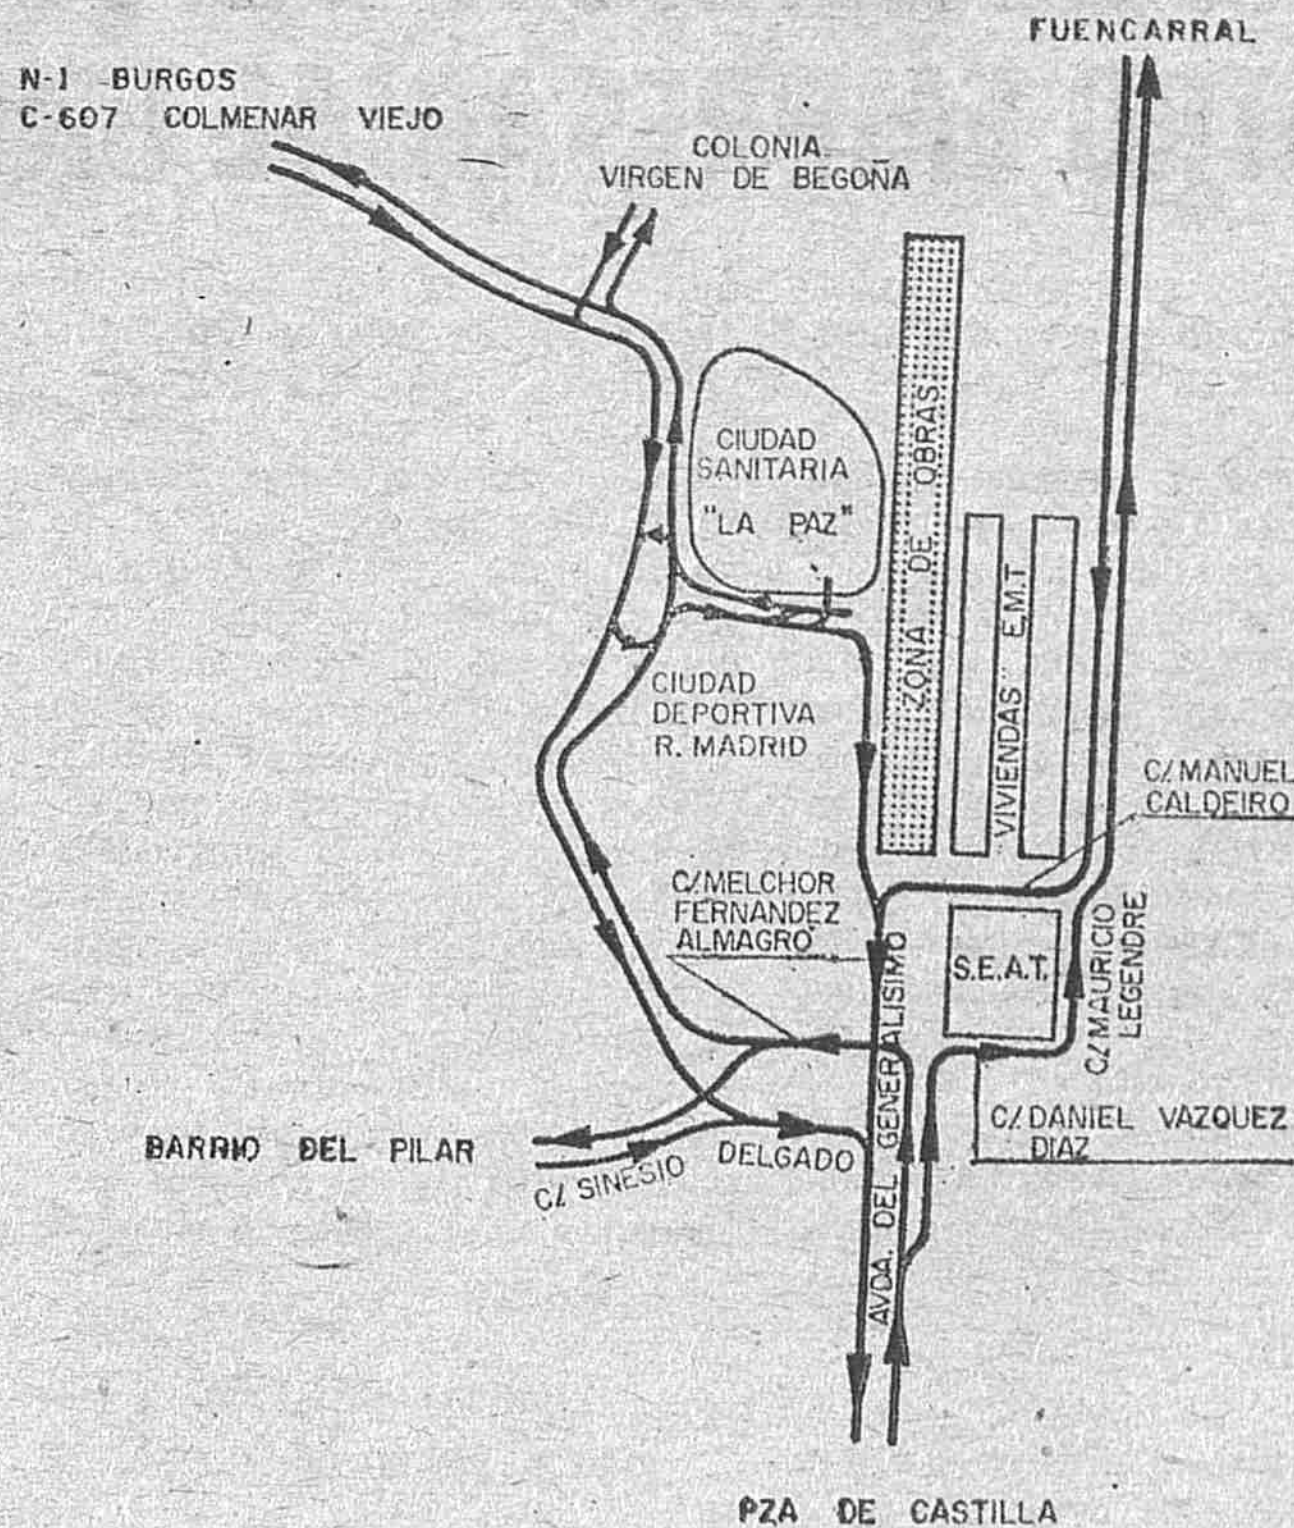 FUENCARRAL
N-I BURGOS
C-607 COLMENAR VIEJO
COLONIA
VIRGEN DE BEGOÑA
CIUDAD
SANITARIA
"LA PAZ"
ZONA DE OBRAS
VIVIENDAS E.M.T
CIUDAD
DEPORTIVA
R. MADRID
C/ MANUEL
CALDEIRO
C/ MELCHOR
FERNANDEZ
ALMAGRO
S.E.A.T.
C/ MAURICIO
LEGENDRE
AVDA. DEL GENERALISIMO
C/ DANIEL VAZQUEZ
DIAZ
BARRIO DEL PILAR
C/ SINESIO DELGADO
PZA DE CASTILLA